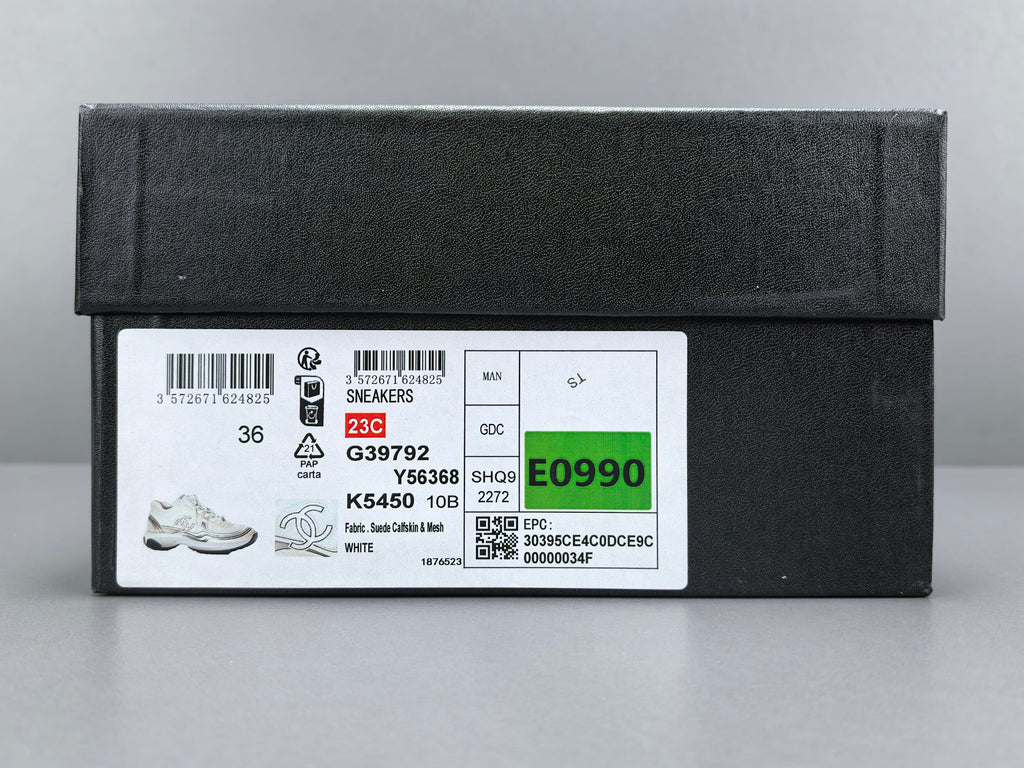 3 572671 624825
36
3 572671 624825
SNEAKERS
23C
G39792
Y56368
K5450 10B
Fabric . Suede Calfskin & Mesh
WHITE
1876523
21
PAP
carta
MAN
GDC
SHQ9
2272
ST
E0990
EPC:
30395CE4C0DCE9C
00000034F